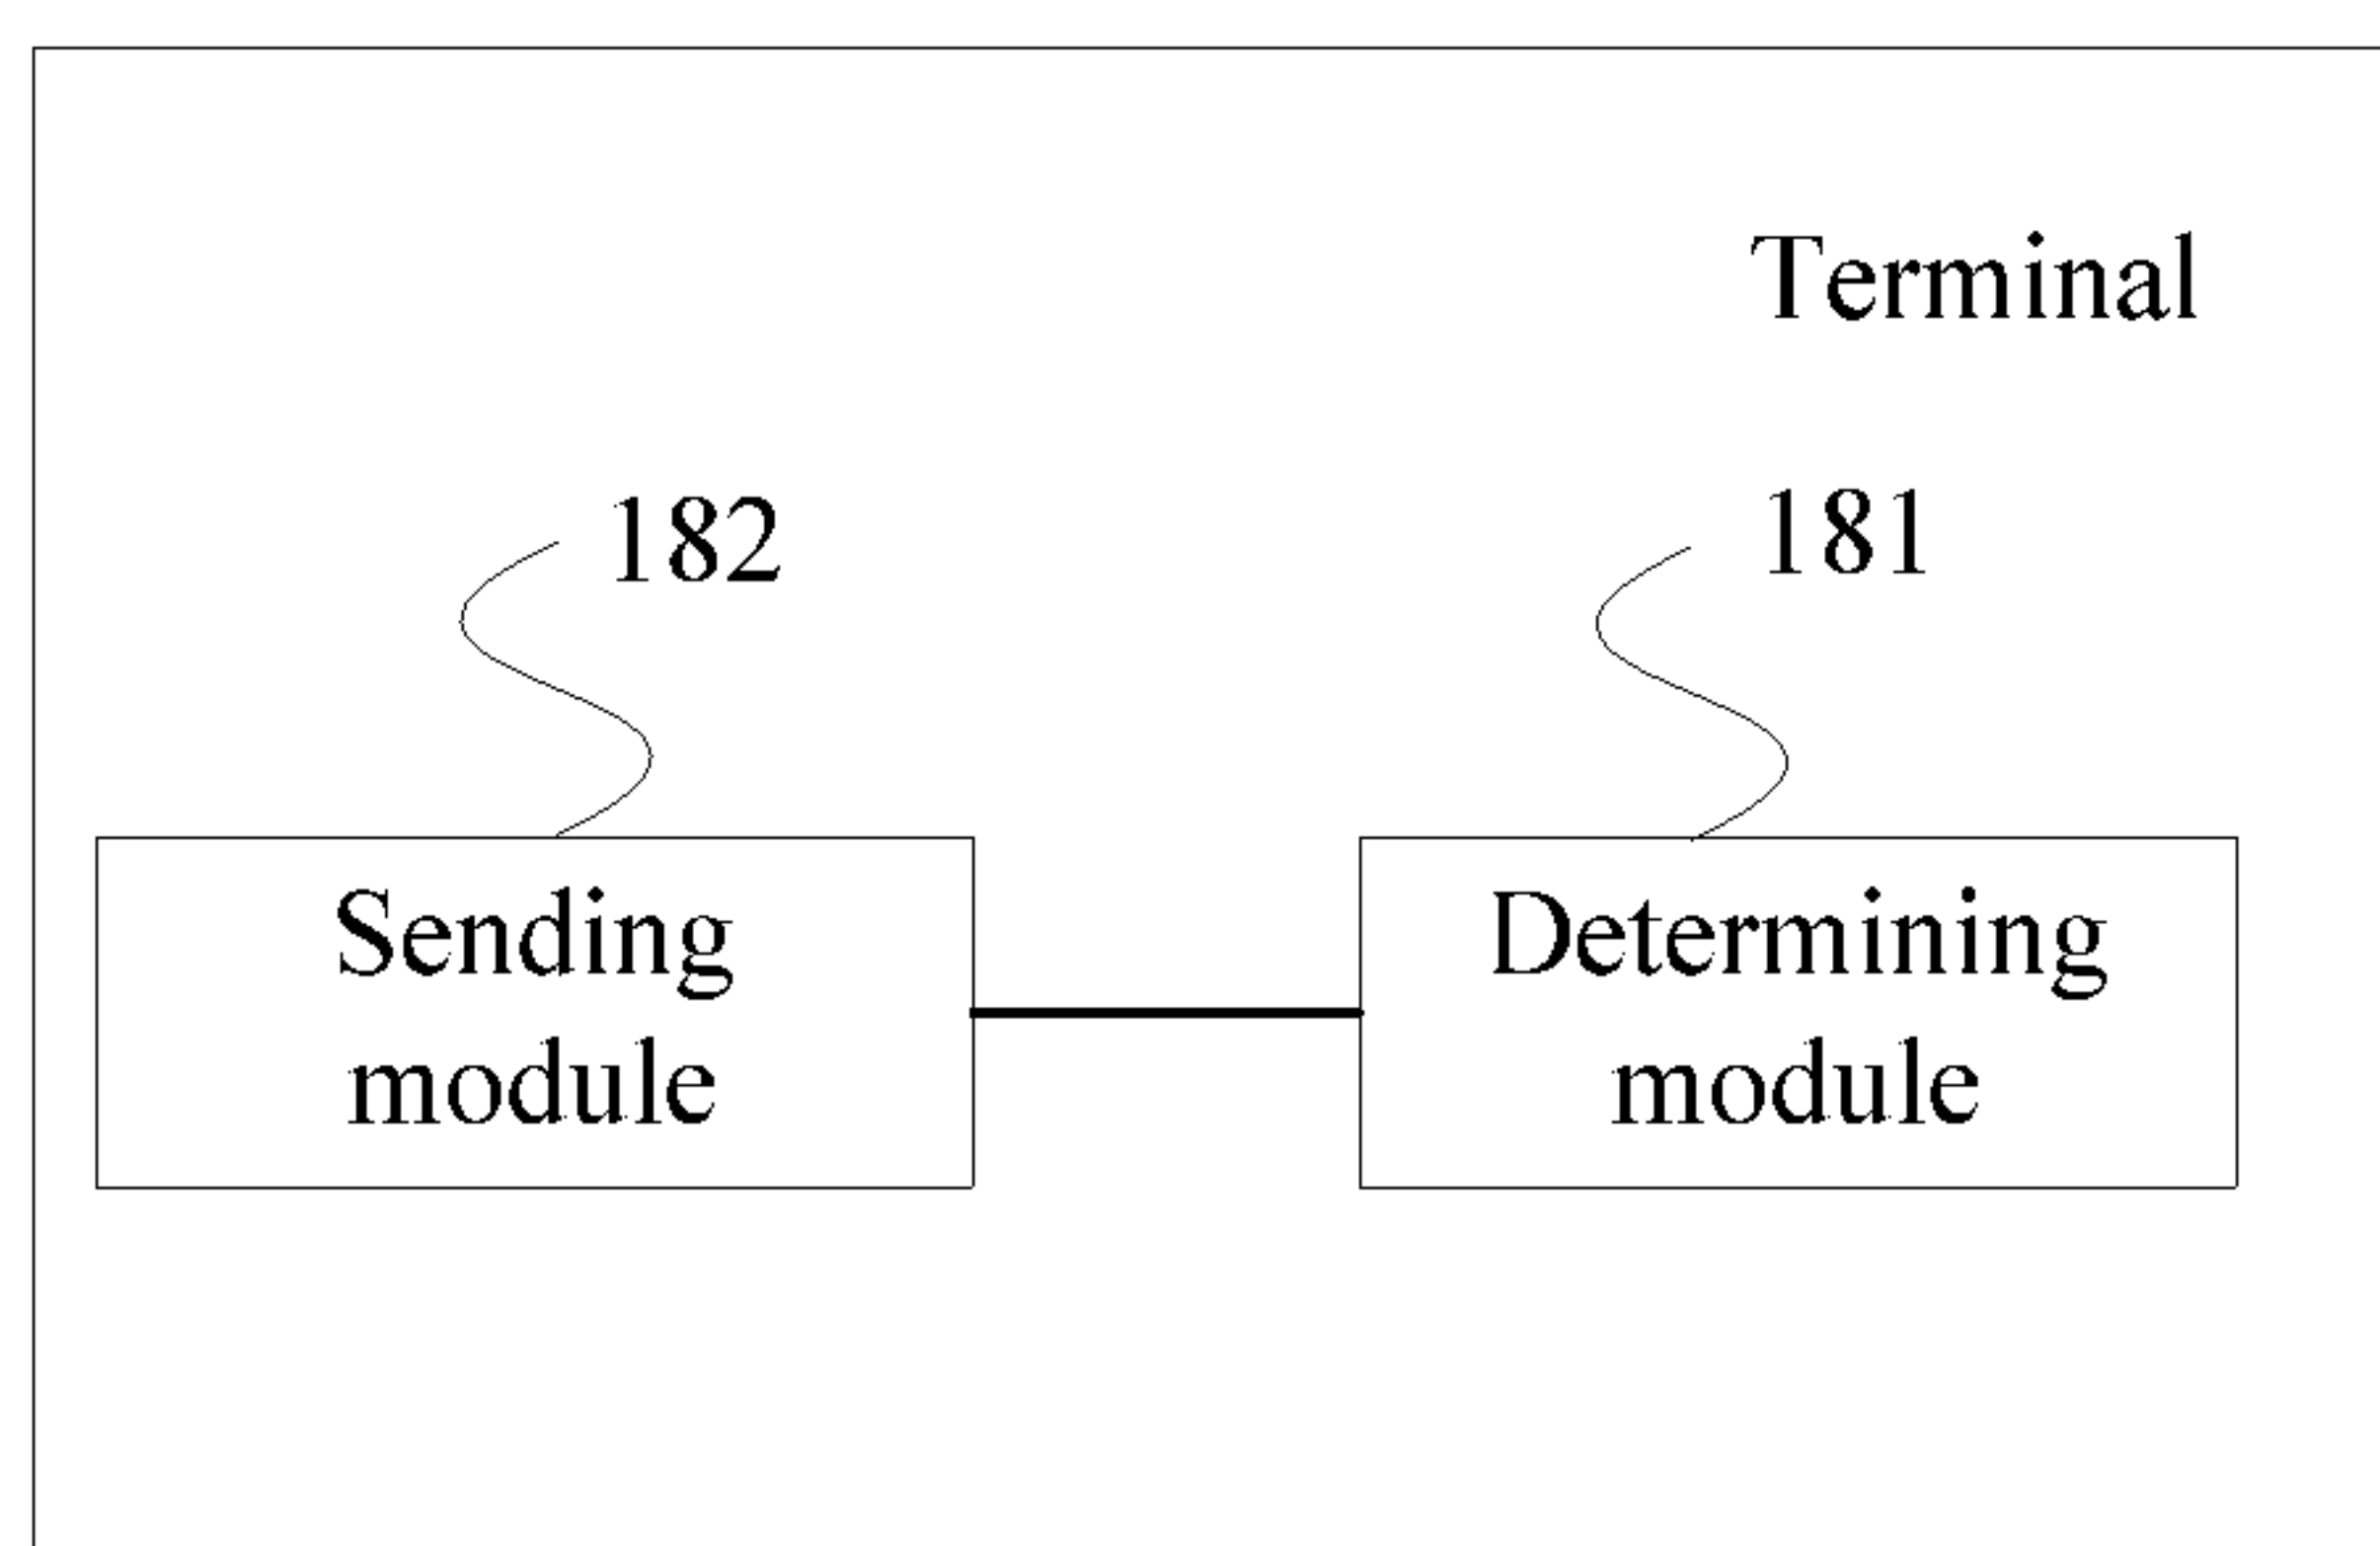 Terminal
182
181
Sending
module
Determining
module